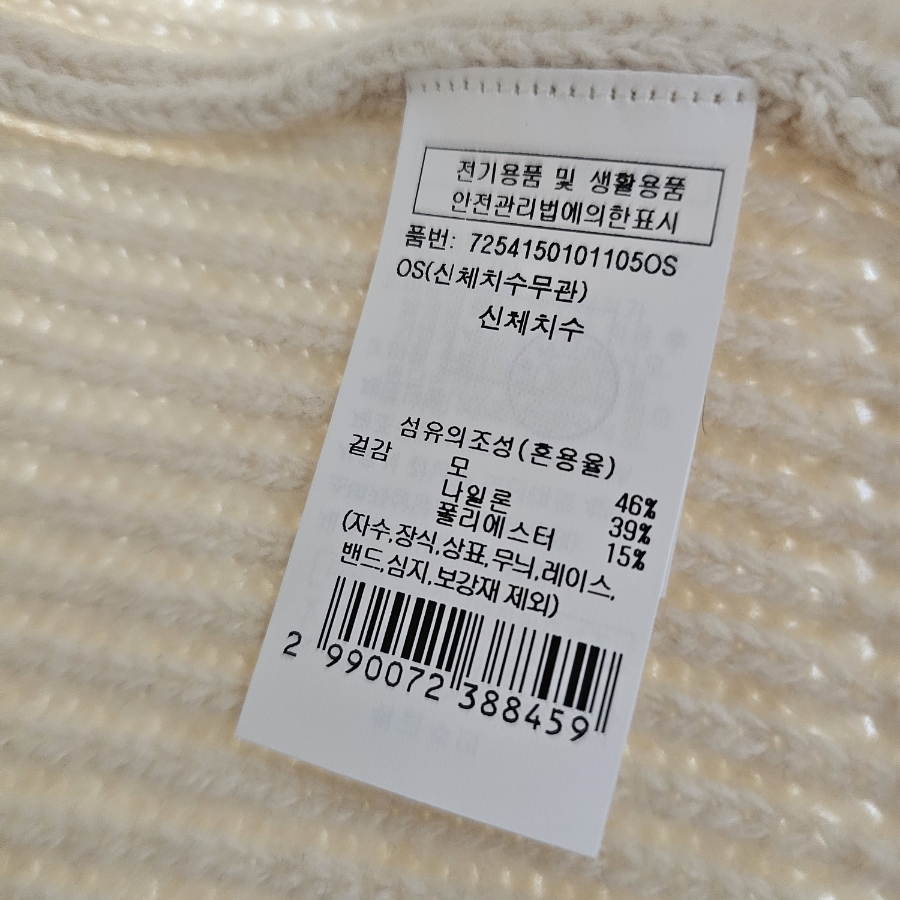 전기용품 및 생활용품
안전관리법에의한표시
품번: 7254150101105OS
OS(신체치수무관)
신체치수
섬유의조성(혼용율)
겉감 모 46%
나일론 39%
폴리에스터 15%
(자수,장식,상표,무늬,레이스,
밴드,심지,보강재 제외)
2 990072 388459